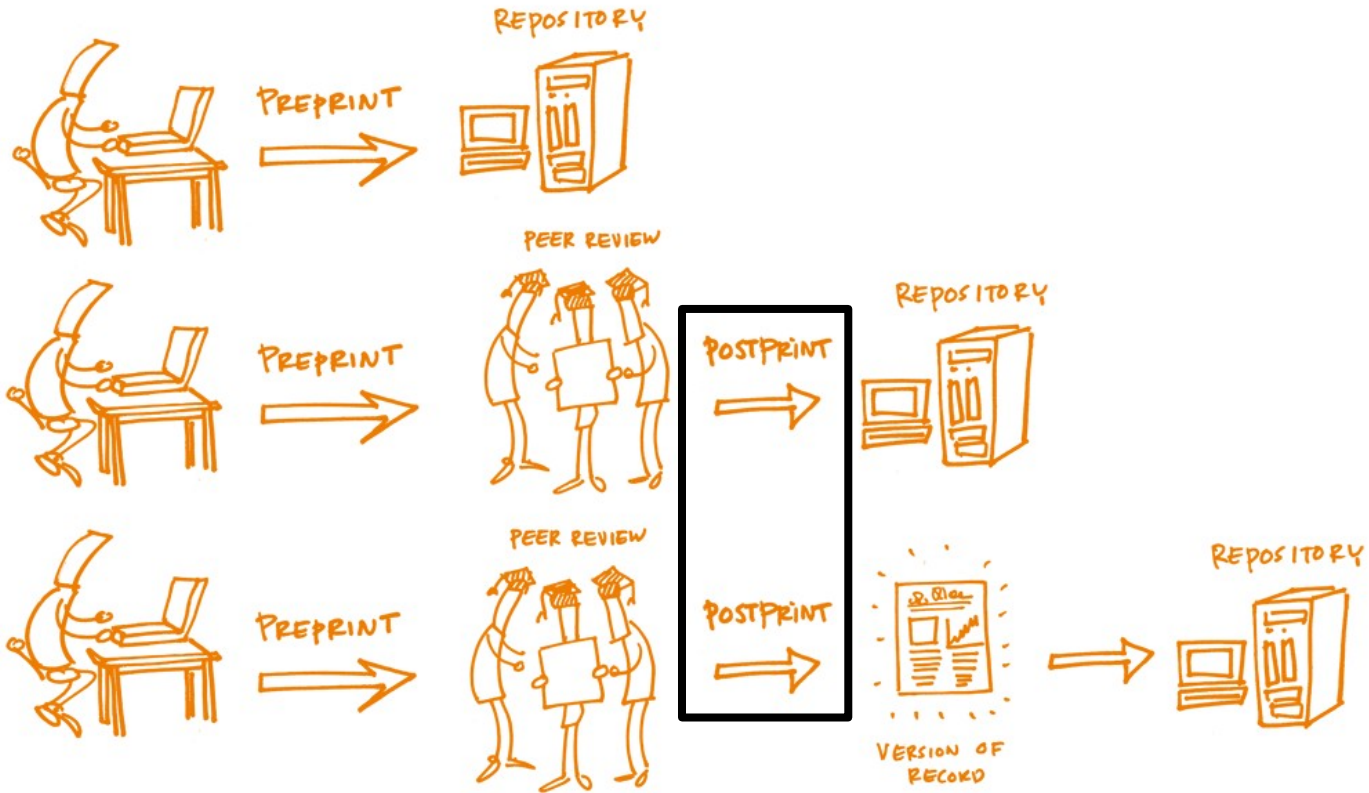 REPOSITORY
PREPRINT
PEER REVIEW
REPOSITORY
PREPRINT
POSTPRINT
PEER REVIEW
REPOSITORY
PREPRINT
POSTPRINT
VERSION OF
RECORD